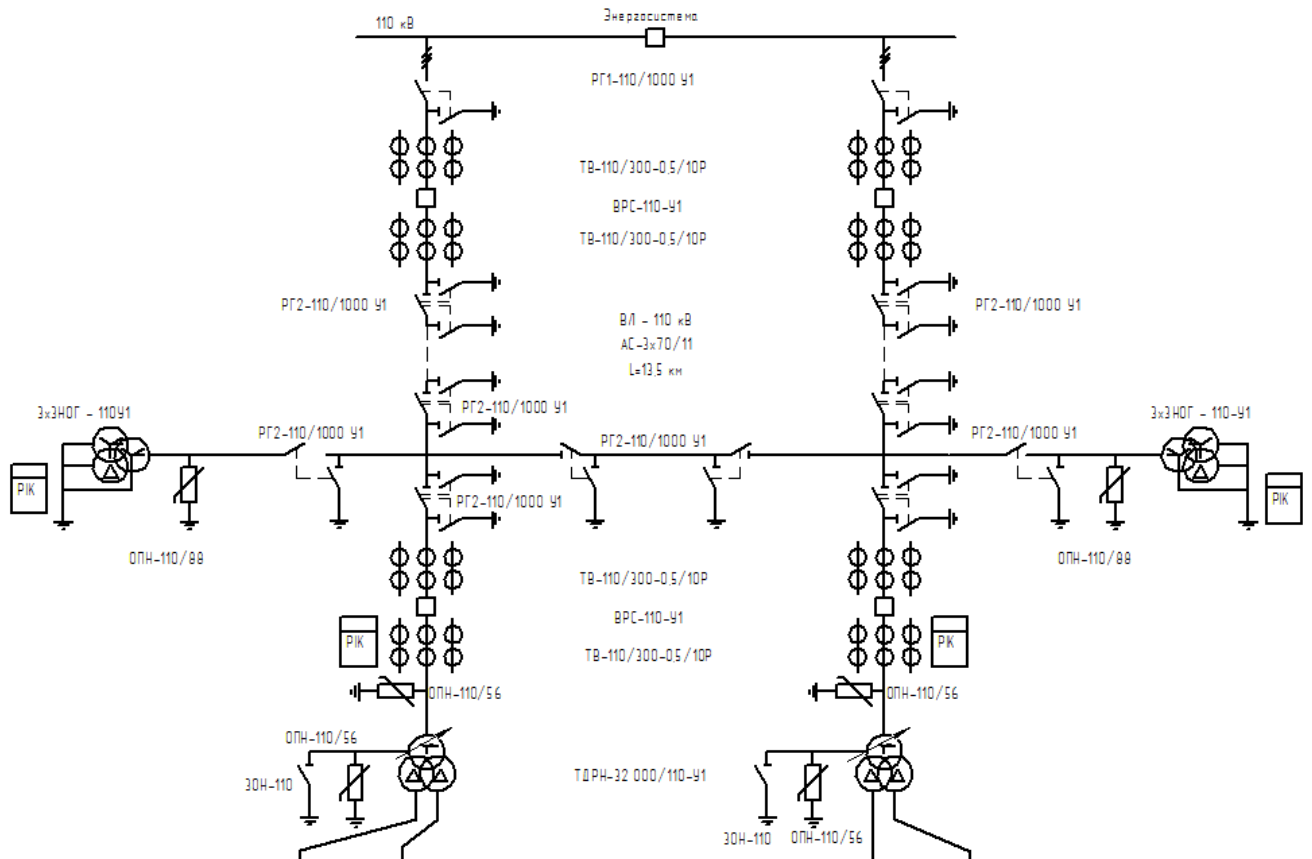 Энергосистема
110 кВ
РГ1-110/1000 У1
ТВ-110/300-0,5/10Р
ВРС-110-У1
ТВ-110/300-0,5/10Р
РГ2-110/1000 У1
РГ2-110/1000 У1
ВЛ - 110 кВ
АС-3х70/11
L=13,5 км
3хЗНОГ - 110У1
РГ2-110/1000 У1
3хЗНОГ - 110-У1
РГ2-110/1000 У1
РГ2-110/1000 У1
РГ2-110/1000 У1
PIK
PIK
РГ2-110/1000 У1
ОПН-110/88
ОПН-110/88
ТВ-110/300-0,5/10Р
ВРС-110-У1
PIK
PIK
ТВ-110/300-0,5/10Р
ОПН-110/56
ОПН-110/56
ОПН-110/56
ЗОН-110
ТДРН-32 000/110-У1
ЗОН-110
ОПН-110/56